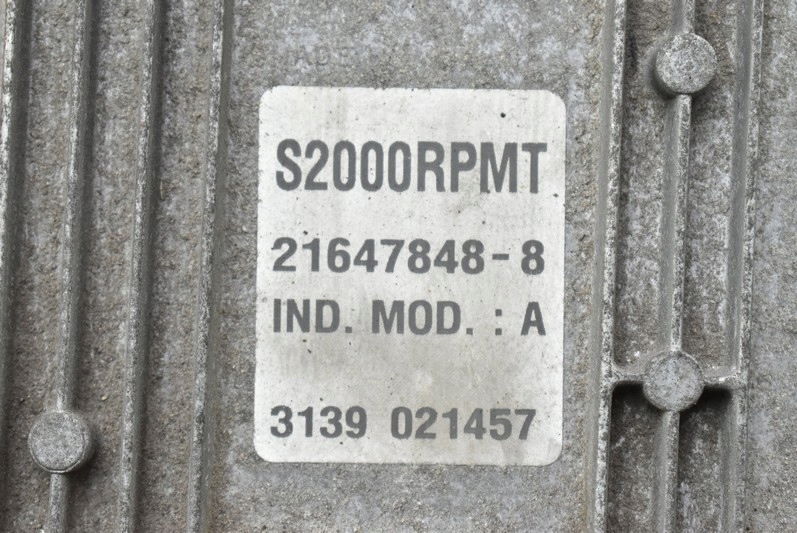 S2000RPMT
21647848-8
IND. MOD. : A
3139 021457